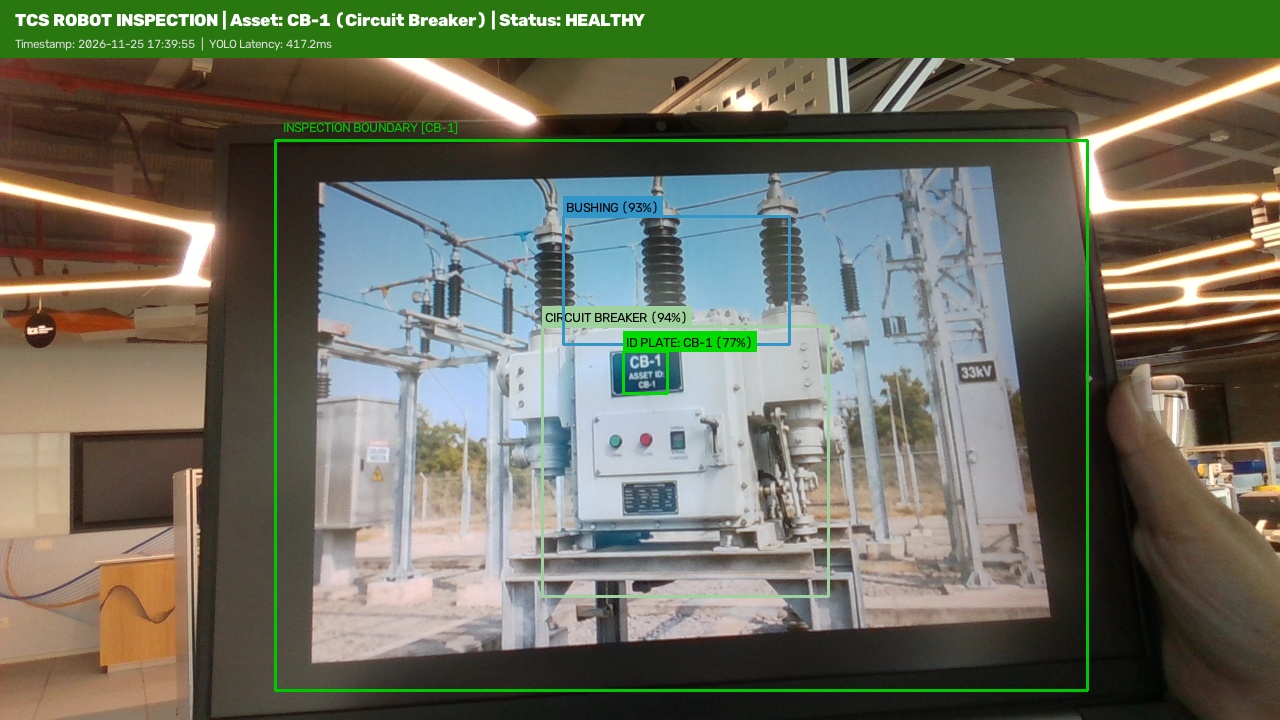 TCS ROBOT INSPECTION | Asset: CB-1 (Circuit Breaker) | Status: HEALTHY
Timestamp: 2026-11-25 17:39:55 | YOLO Latency: 417.2ms
INSPECTION BOUNDARY [CB-1]
BUSHING (93%)
CIRCUIT BREAKER (94%)
ID PLATE: CB-1 (77%)
CB-1
ASSET ID:
CB-1
33kV
tcs